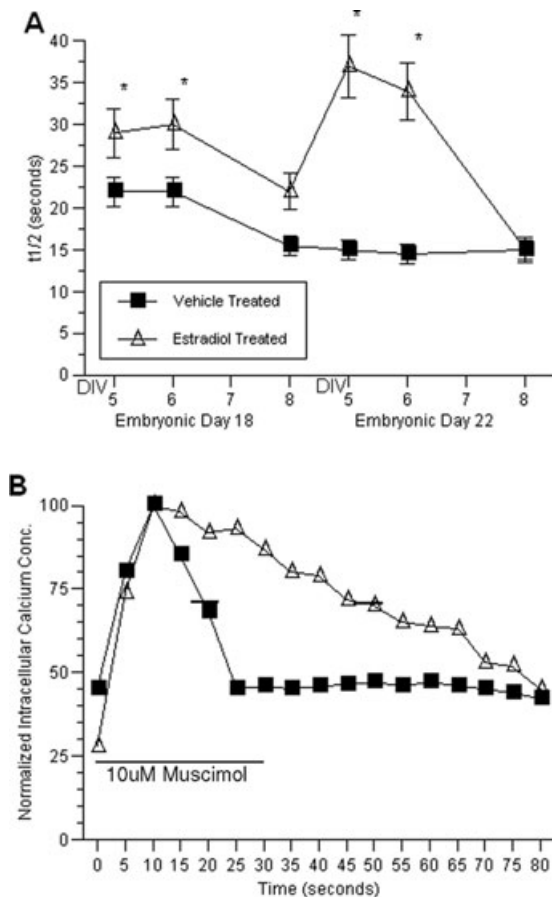 A
*
*
*
*
40
35
30
25
20
15
10
5
0
t1/2 (seconds)
Vehicle Treated
Estradiol Treated
DIV 5 6 7 8 DIV 5 6 7 8
Embryonic Day 18 Embryonic Day 22
B
100
75
50
25
0
Normalized Intracellular Calcium Conc.
10uM Muscimol
0 5 10 15 20 25 30 35 40 45 50 55 60 65 70 75 80
Time (seconds)